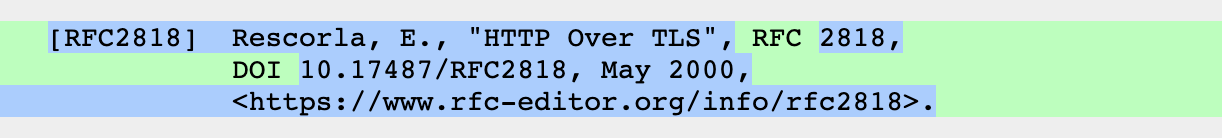 [RFC2818]  Rescorla, E., "HTTP Over TLS", RFC 2818,
DOI 10.17487/RFC2818, May 2000,
<https://www.rfc-editor.org/info/rfc2818>.